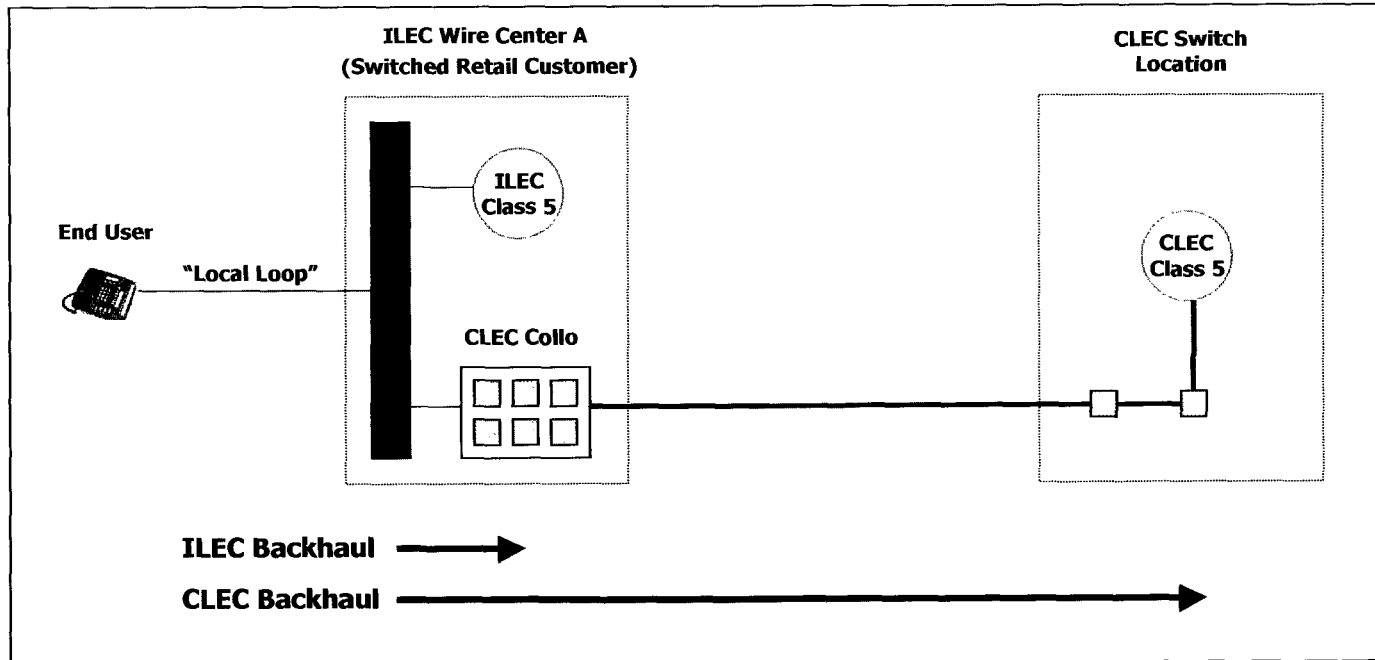 ILEC Wire Center A
(Switched Retail Customer)
CLEC Switch
Location
ILEC
Class 5
End User
"Local Loop"
CLEC Collo
CLEC
Class 5
ILEC Backhaul
CLEC Backhaul